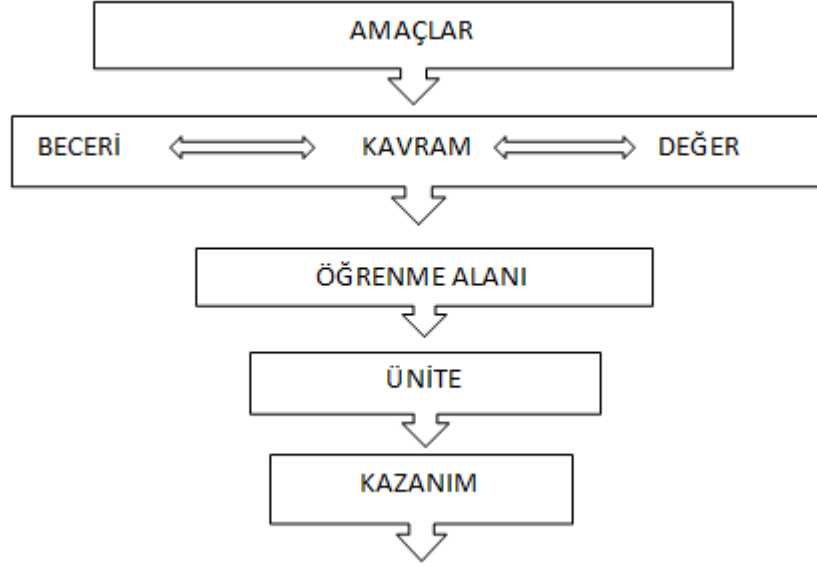 AMAÇLAR
BECERİ KAVRAM DEĞER
ÖĞRENME ALANI
ÜNİTE
KAZANIM